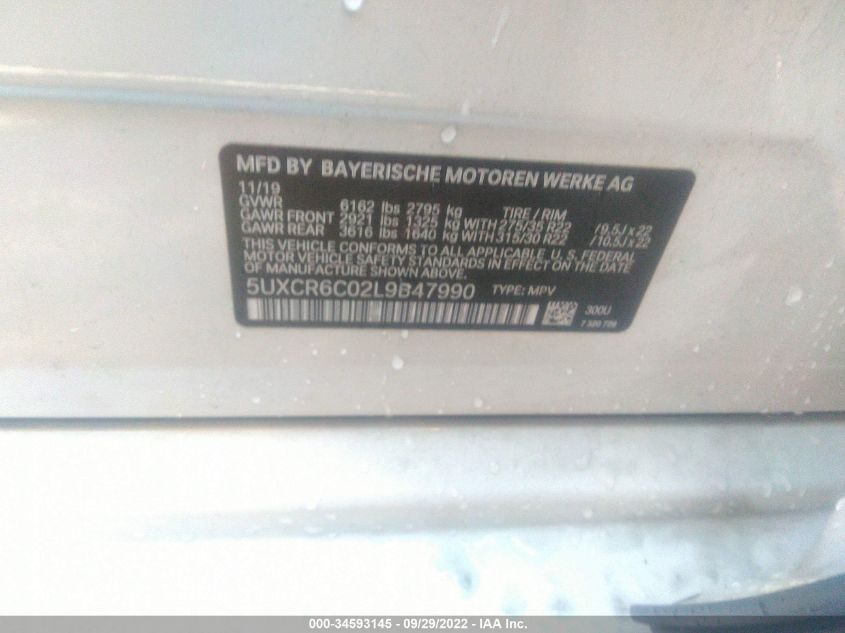 MFD BY BAYERISCHE MOTOREN WERKE AG
11/19
GVWR 6162 lbs 2795 kg TIRE / RIM
GAWR FRONT 2921 lbs 1325 kg WITH 275/35 R22 / 9.5J x 22
GAWR REAR 3616 lbs 1640 kg WITH 315/30 R22 / 10.5J x 22
THIS VEHICLE CONFORMS TO ALL APPLICABLE U. S. FEDERAL
MOTOR VEHICLE SAFETY STANDARDS IN EFFECT ON THE DATE
OF MANUFACTURE SHOWN ABOVE.
5UXCR6C02L9B47990 TYPE: MPV
300U
7 320 729
000-34593145 - 09/29/2022 - IAA Inc.